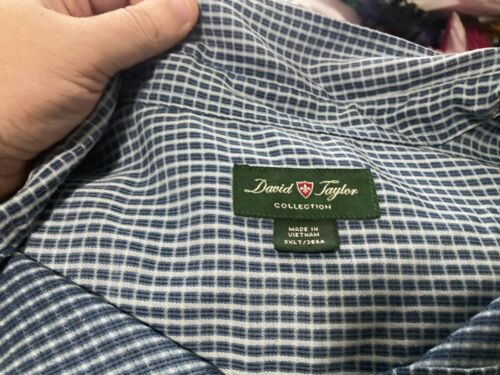 David Taylor
COLLECTION
MADE IN
VIETNAM
2XLT/2EGA